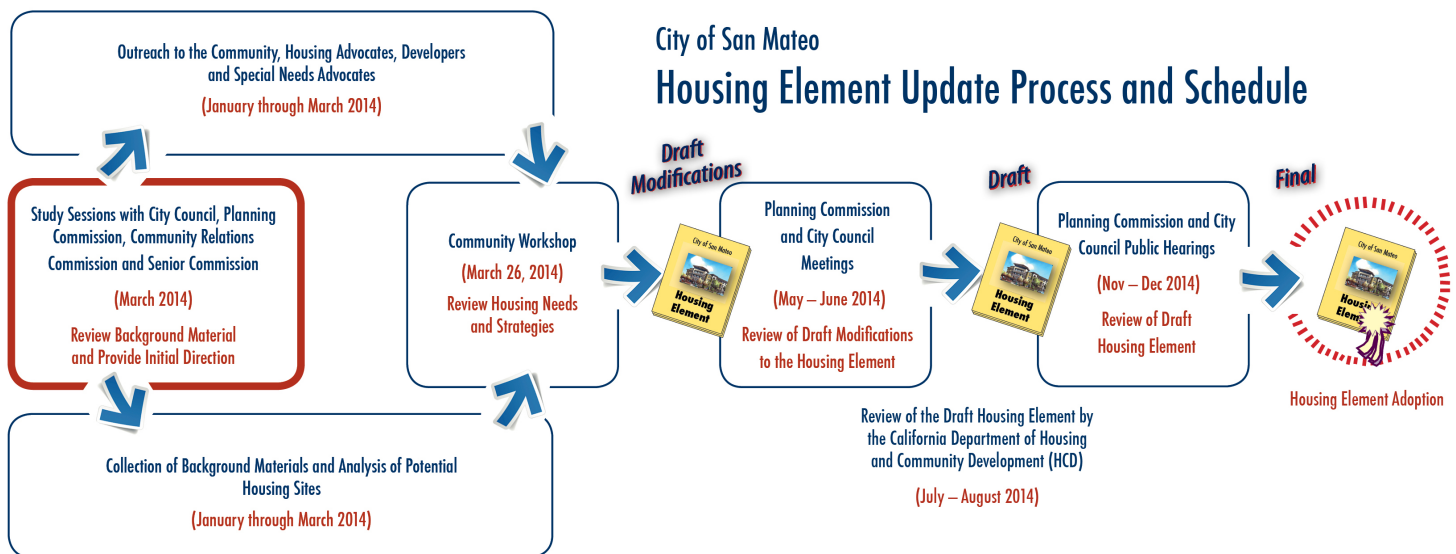 City of San Mateo
Housing Element Update Process and Schedule
Outreach to the Community, Housing Advocates, Developers
and Special Needs Advocates
(January through March 2014)
Study Sessions with City Council, Planning
Commission, Community Relations
Commission and Senior Commission
(March 2014)
Review Background Material
and Provide Initial Direction
Collection of Background Materials and Analysis of Potential
Housing Sites
(January through March 2014)
Community Workshop
(March 26, 2014)
Review Housing Needs
and Strategies
Draft
Modifications
City of San Mateo
Housing
Element
Planning Commission
and City Council
Meetings
(May – June 2014)
Review of Draft Modifications
to the Housing Element
Draft
City of San Mateo
Housing
Element
Review of the Draft Housing Element by
the California Department of Housing
and Community Development (HCD)
(July – August 2014)
Planning Commission and City
Council Public Hearings
(Nov – Dec 2014)
Review of Draft
Housing Element
Final
City of San Mateo
Housing
Elem
Housing Element Adoption